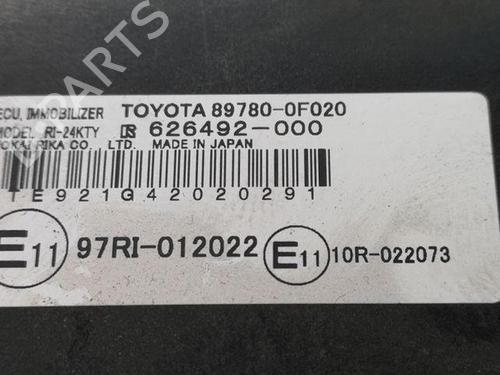 ECU, IMMOBILIZER TOYOTA 89780-0F020
MODEL RI-24KTY 626492-000
TOKAI RIKA CO., LTD. MADE IN JAPAN
TE921G42020291
E11 97RI-012022 E11 10R-022073
B-PARTS